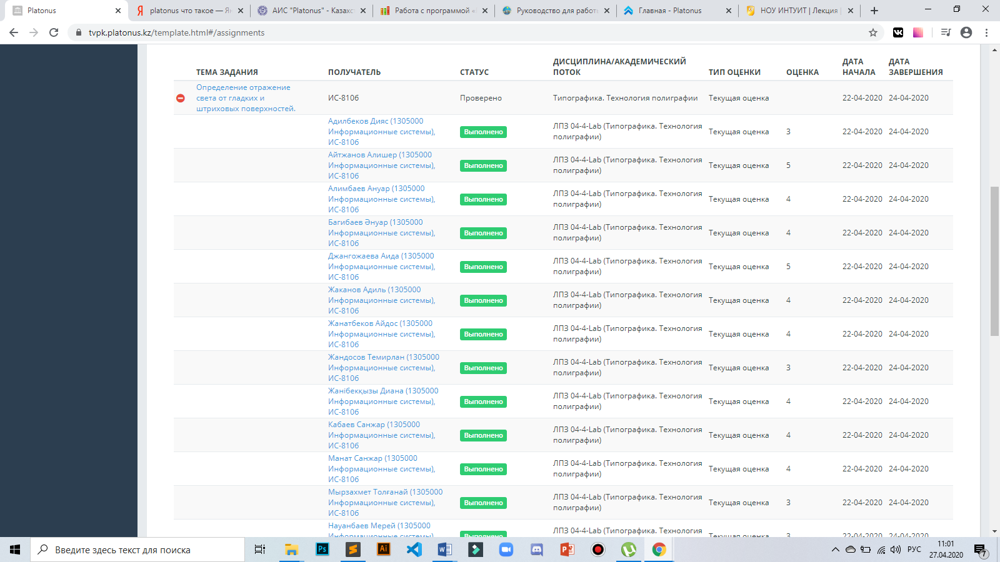 Platonus
platonus что такое — Ян
АИС "Platonus" - Казахс
Работа с программой «
Руководство для работ
Главная - Platonus
НОУ ИНТУИТ | Лекция |
tvpk.platonus.kz/template.html#/assignments
ТЕМА ЗАДАНИЯ
ПОЛУЧАТЕЛЬ
СТАТУС
ДИСЦИПЛИНА/АКАДЕМИЧЕСКИЙ
ПОТОК
ТИП ОЦЕНКИ
ОЦЕНКА
ДАТА
НАЧАЛА
ДАТА
ЗАВЕРШЕНИЯ
Определение отражение
света от гладких и
штриховых поверхностей.
ИС-810б
Проверено
Типографика. Технология полиграфии
Текущая оценка
22-04-2020
24-04-2020
Адилбеков Дияс (1305000
Информационные системы),
ИС-810б
Выполнено
ЛПЗ 04-4-Lab (Типографика. Технология
полиграфии)
Текущая оценка
3
22-04-2020
24-04-2020
Айтжанов Алишер (1305000
Информационные системы),
ИС-810б
Выполнено
ЛПЗ 04-4-Lab (Типографика. Технология
полиграфии)
Текущая оценка
5
22-04-2020
24-04-2020
Алимбаев Ануар (1305000
Информационные системы),
ИС-810б
Выполнено
ЛПЗ 04-4-Lab (Типографика. Технология
полиграфии)
Текущая оценка
4
22-04-2020
24-04-2020
Багибаев Әнуар (1305000
Информационные системы),
ИС-810б
Выполнено
ЛПЗ 04-4-Lab (Типографика. Технология
полиграфии)
Текущая оценка
4
22-04-2020
24-04-2020
Джангожаева Аида (1305000
Информационные системы),
ИС-810б
Выполнено
ЛПЗ 04-4-Lab (Типографика. Технология
полиграфии)
Текущая оценка
5
22-04-2020
24-04-2020
Жаканов Адиль (1305000
Информационные системы),
ИС-810б
Выполнено
ЛПЗ 04-4-Lab (Типографика. Технология
полиграфии)
Текущая оценка
4
22-04-2020
24-04-2020
Жанатбеков Айдос (1305000
Информационные системы),
ИС-810б
Выполнено
ЛПЗ 04-4-Lab (Типографика. Технология
полиграфии)
Текущая оценка
4
22-04-2020
24-04-2020
Жандосов Темирлан (1305000
Информационные системы),
ИС-810б
Выполнено
ЛПЗ 04-4-Lab (Типографика. Технология
полиграфии)
Текущая оценка
3
22-04-2020
24-04-2020
Жанібекқызы Диана (1305000
Информационные системы),
ИС-810б
Выполнено
ЛПЗ 04-4-Lab (Типографика. Технология
полиграфии)
Текущая оценка
4
22-04-2020
24-04-2020
Кабаев Санжар (1305000
Информационные системы),
ИС-810б
Выполнено
ЛПЗ 04-4-Lab (Типографика. Технология
полиграфии)
Текущая оценка
4
22-04-2020
24-04-2020
Манат Санжар (1305000
Информационные системы),
ИС-810б
Выполнено
ЛПЗ 04-4-Lab (Типографика. Технология
полиграфии)
Текущая оценка
4
22-04-2020
24-04-2020
Мырзахмет Толғанай (1305000
Информационные системы),
ИС-810б
Выполнено
ЛПЗ 04-4-Lab (Типографика. Технология
полиграфии)
Текущая оценка
3
22-04-2020
24-04-2020
Науанбаев Мерей (1305000
Информационные системы),
Выполнено
ЛПЗ 04-4-Lab (Типографика. Технология
Текущая оценка
3
22-04-2020
24-04-2020
Введите здесь текст для поиска
РУС
11:01
27.04.2020
7